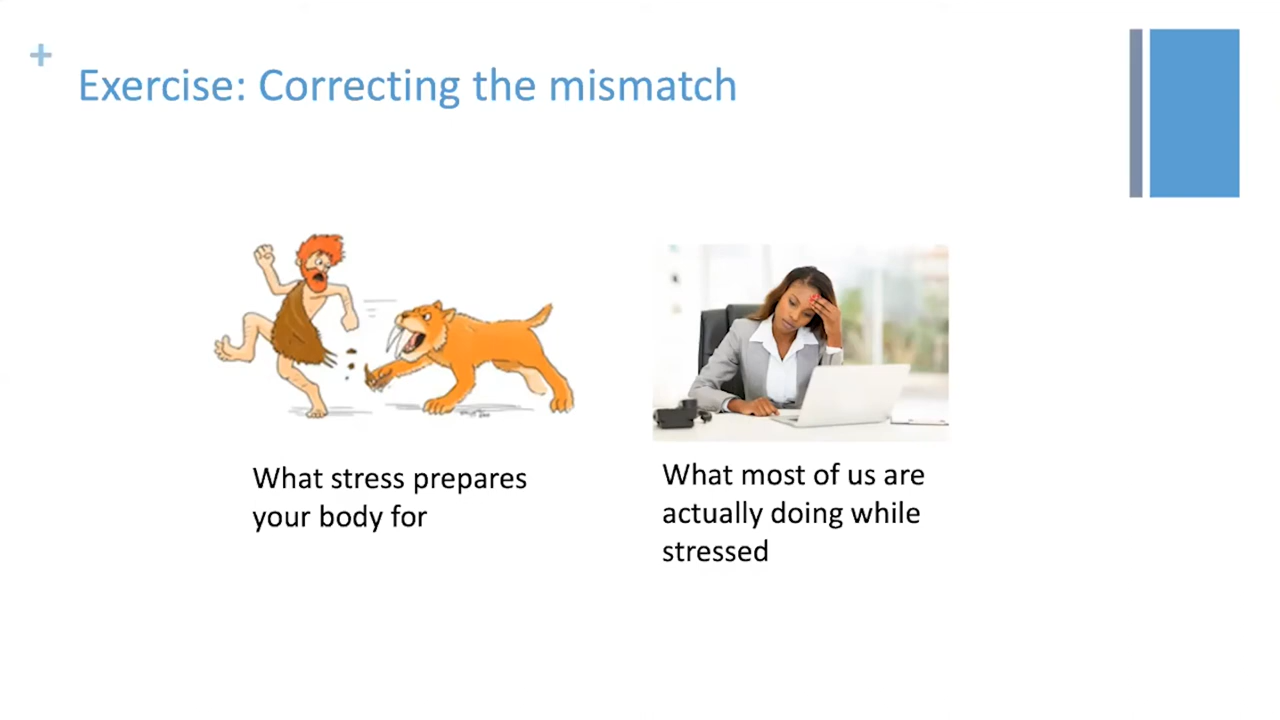 +
Exercise: Correcting the mismatch
What stress prepares
your body for
What most of us are
actually doing while
stressed